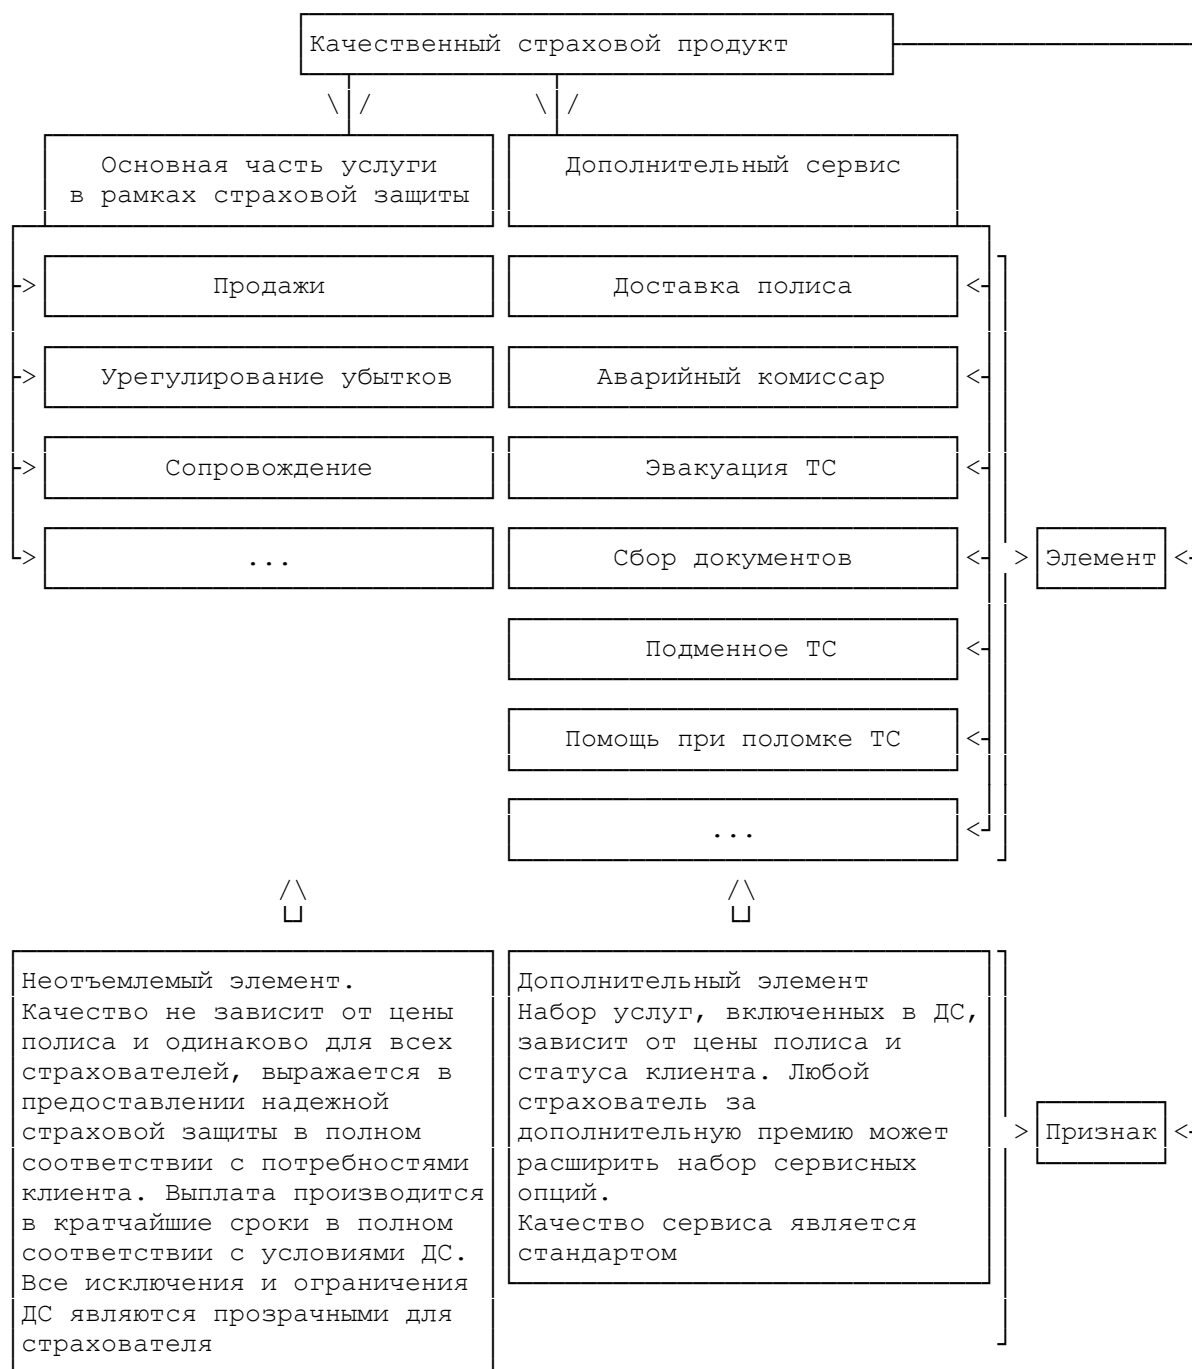 Качественный страховой продукт
Основная часть услуги
в рамках страховой защиты
Дополнительный сервис
Продажи
Доставка полиса
Урегулирование убытков
Аварийный комиссар
Сопровождение
Эвакуация ТС
...
Сбор документов
Элемент
Подменное ТС
Помощь при поломке ТС
...
Неотъемлемый элемент.
Качество не зависит от цены
полиса и одинаково для всех
страхователей, выражается в
предоставлении надежной
страховой защиты в полном
соответствии с потребностями
клиента. Выплата производится
в кратчайшие сроки в полном
соответствии с условиями ДС.
Все исключения и ограничения
ДС являются прозрачными для
страхователя
Дополнительный элемент
Набор услуг, включенных в ДС,
зависит от цены полиса и
статуса клиента. Любой
страхователь за
дополнительную премию может
расширить набор сервисных
опций.
Качество сервиса является
стандартом
Признак